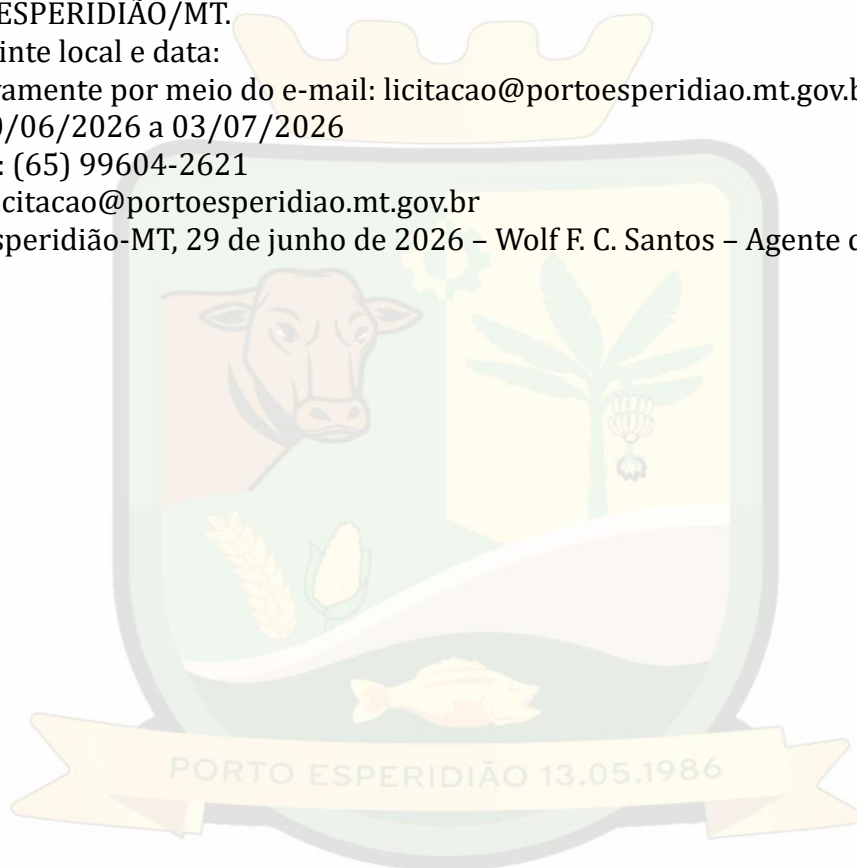 ESPERIDIÃO/MT.
inte local e data:
amente por meio do e-mail: licitacao@portoesperidiao.mt.gov.b
/06/2026 a 03/07/2026
: (65) 99604-2621
citacao@portoesperidiao.mt.gov.br
speridião-MT, 29 de junho de 2026 – Wolf F. C. Santos – Agente d
PORTO ESPERIDIÃO 13.05.1986